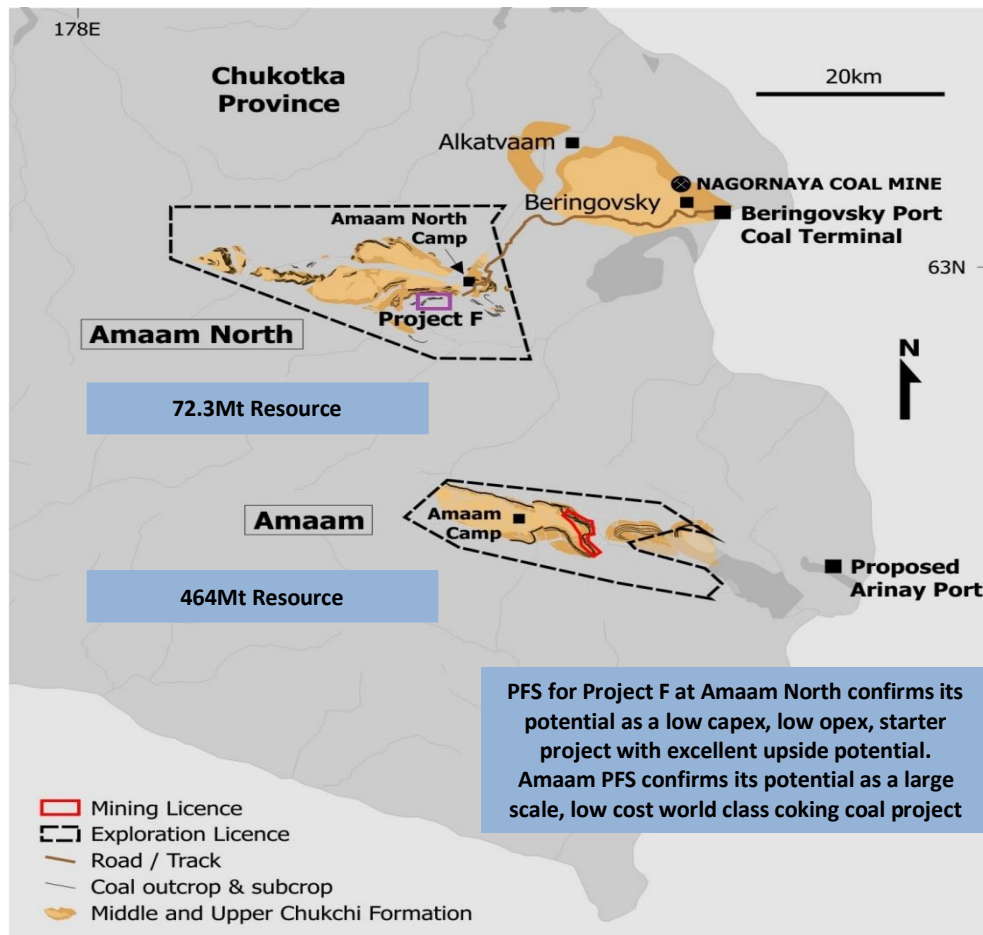 178E
Chukotka
Province
20km
Alkatvaam
NAGORNAYA COAL MINE
Beringovsky
Beringovsky Port
Coal Terminal
Amaam North
Camp
63N
Project F
Amaam North
N
72.3Mt Resource
Amaam
Amaam
Camp
464Mt Resource
Proposed
Arinay Port
PFS for Project F at Amaam North confirms its
potential as a low capex, low opex, starter
project with excellent upside potential.
Amaam PFS confirms its potential as a large
scale, low cost world class coking coal project
Mining Licence
Exploration Licence
Road / Track
Coal outcrop & subcrop
Middle and Upper Chukchi Formation